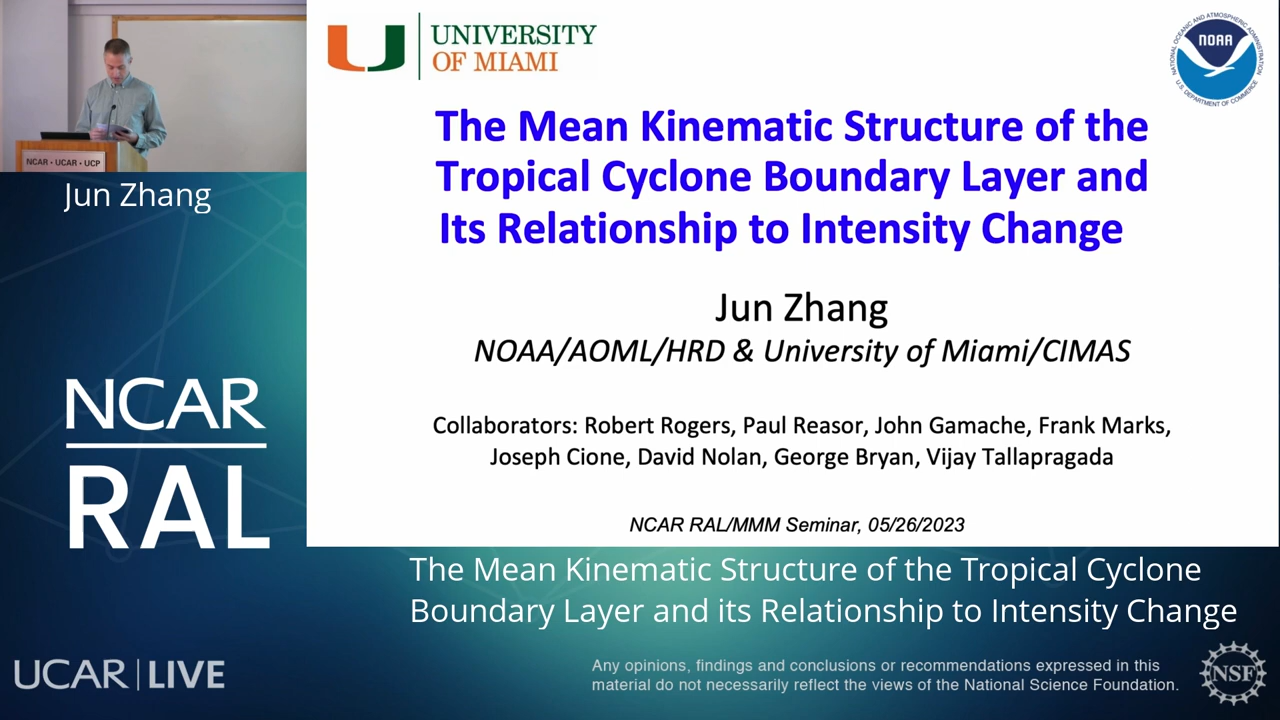 NCAR • UCAR • UCP
Jun Zhang
NCAR
RAL
UNIVERSITY
OF MIAMI
NATIONAL OCEANIC AND ATMOSPHERIC ADMINISTRATION
NOAA
U.S. DEPARTMENT OF COMMERCE
The Mean Kinematic Structure of the
Tropical Cyclone Boundary Layer and
Its Relationship to Intensity Change
Jun Zhang
NOAA/AOML/HRD & University of Miami/CIMAS
Collaborators: Robert Rogers, Paul Reasor, John Gamache, Frank Marks,
Joseph Cione, David Nolan, George Bryan, Vijay Tallapragada
NCAR RAL/MMM Seminar, 05/26/2023
The Mean Kinematic Structure of the Tropical Cyclone
Boundary Layer and its Relationship to Intensity Change
UCAR | LIVE
Any opinions, findings and conclusions or recommendations expressed in this
material do not necessarily reflect the views of the National Science Foundation.
NSF